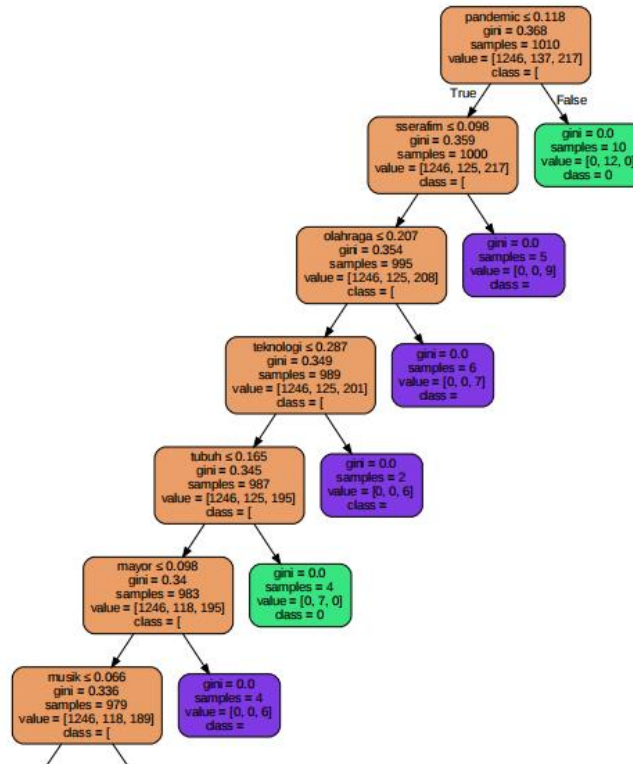 pandemic ≤ 0.118
gini = 0.368
samples = 1010
value = [1246, 137, 217]
class = [
True
False
sserafim ≤ 0.098
gini = 0.359
samples = 1000
value = [1246, 125, 217]
class = [
gini = 0.0
samples = 10
value = [0, 12, 0]
class = 0
olahraga ≤ 0.207
gini = 0.354
samples = 995
value = [1246, 125, 208]
class = [
gini = 0.0
samples = 5
value = [0, 0, 9]
class =
teknologi ≤ 0.287
gini = 0.349
samples = 989
value = [1246, 125, 201]
class = [
gini = 0.0
samples = 6
value = [0, 0, 7]
class =
tubuh ≤ 0.165
gini = 0.345
samples = 987
value = [1246, 125, 195]
class = [
gini = 0.0
samples = 2
value = [0, 0, 6]
class =
mayor ≤ 0.098
gini = 0.34
samples = 983
value = [1246, 118, 195]
class = [
gini = 0.0
samples = 4
value = [0, 7, 0]
class = 0
musik ≤ 0.066
gini = 0.336
samples = 979
value = [1246, 118, 189]
class = [
gini = 0.0
samples = 4
value = [0, 0, 6]
class =